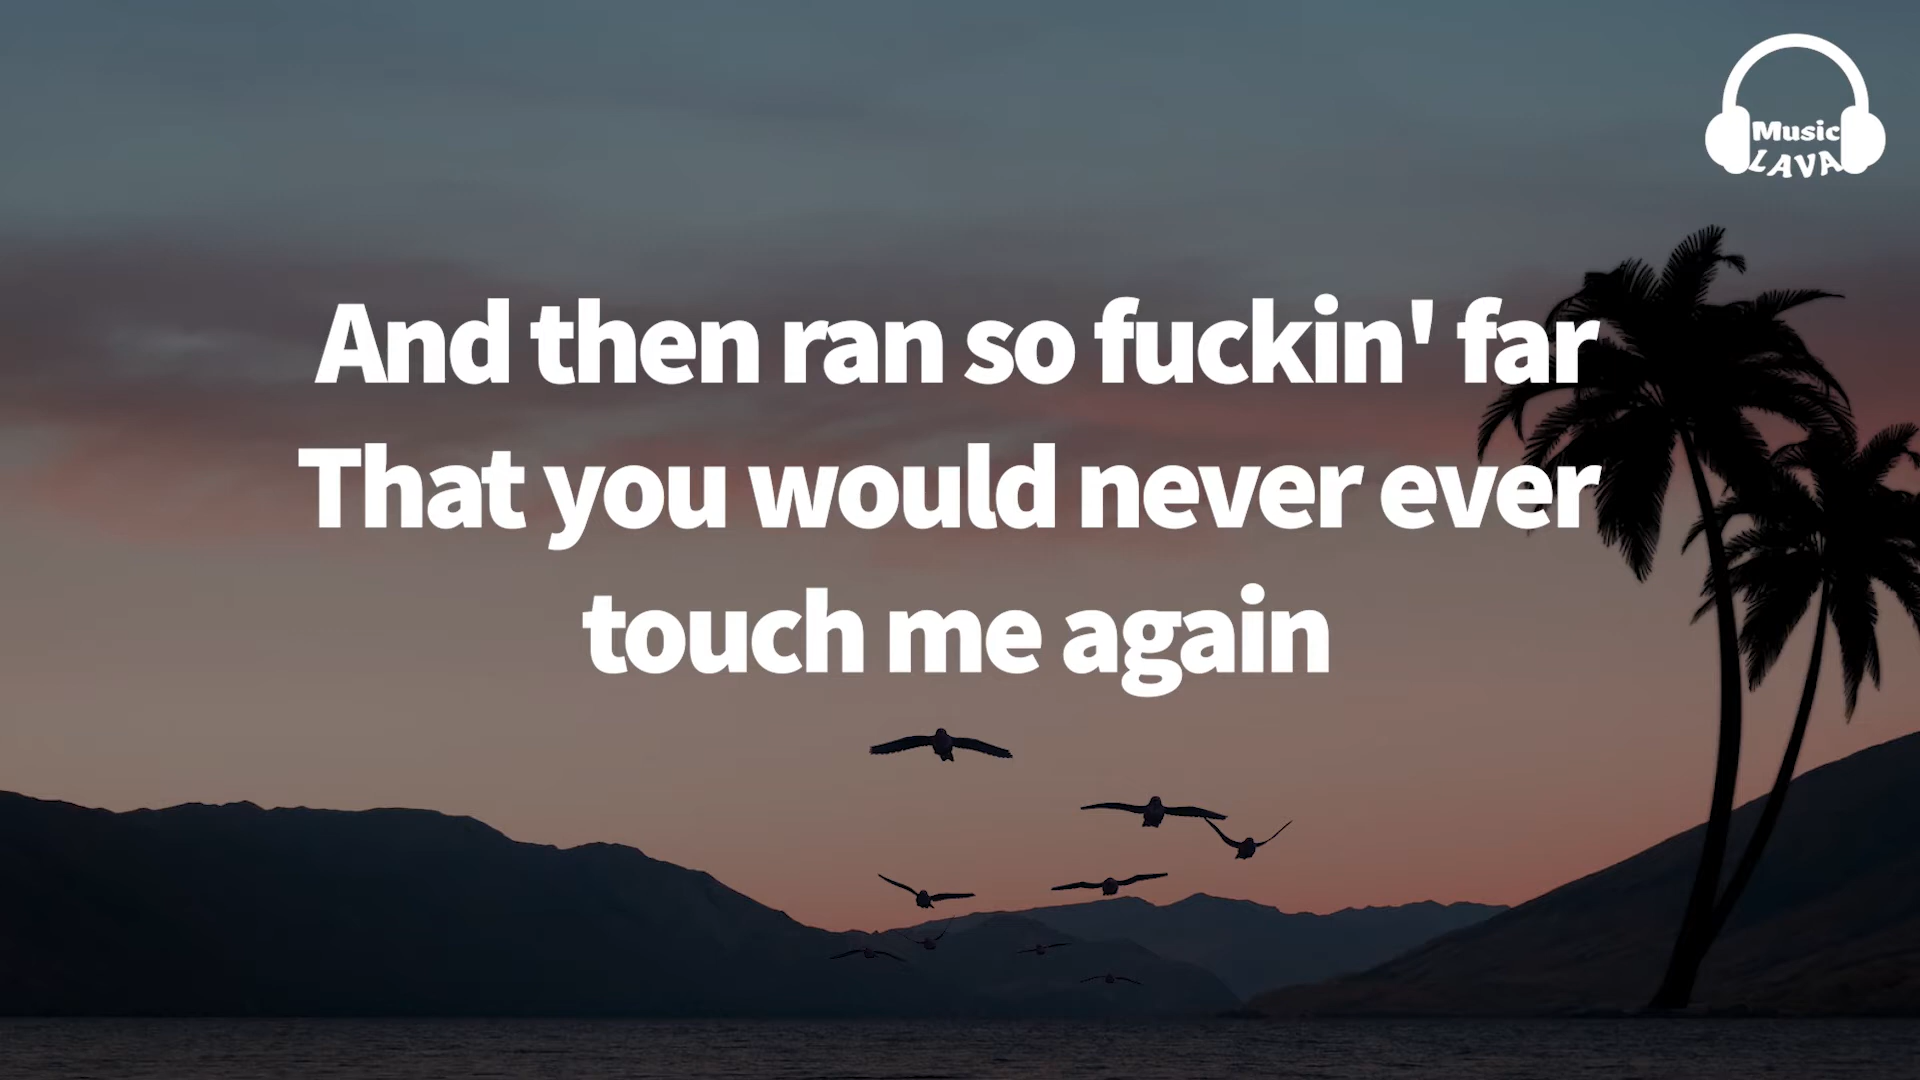 Music
LAVA
And then ran so fuckin' far
That you would never ever
touch me again